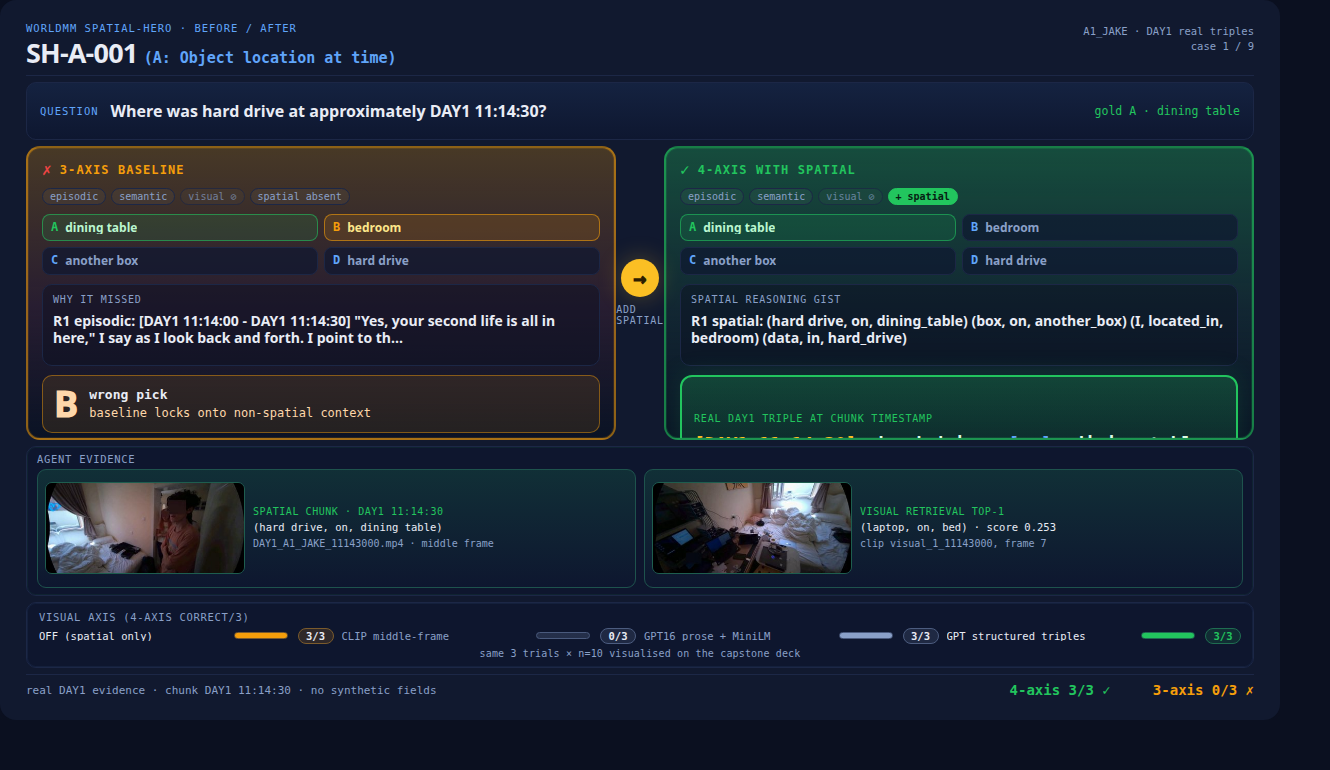 WORLDMM SPATIAL-HERO · BEFORE / AFTER
SH-A-001 (A: Object location at time)
A1_JAKE · DAY1 real triples
case 1 / 9
QUESTION Where was hard drive at approximately DAY1 11:14:30?
gold A · dining table
✗ 3-AXIS BASELINE
episodic semantic visual ⊘ spatial absent
A dining table
B bedroom
C another box
D hard drive
WHY IT MISSED
R1 episodic: [DAY1 11:14:00 - DAY1 11:14:30] "Yes, your second life is all in
here," I say as I look back and forth. I point to th...
B wrong pick
baseline locks onto non-spatial context
→
ADD
SPATIAL
✓ 4-AXIS WITH SPATIAL
episodic semantic visual ⊘ + spatial
A dining table
B bedroom
C another box
D hard drive
SPATIAL REASONING GIST
R1 spatial: (hard drive, on, dining_table) (box, on, another_box) (I, located_in,
bedroom) (data, in, hard_drive)
REAL DAY1 TRIPLE AT CHUNK TIMESTAMP
AGENT EVIDENCE
SPATIAL CHUNK · DAY1 11:14:30
(hard drive, on, dining table)
DAY1_A1_JAKE_11143000.mp4 · middle frame
VISUAL RETRIEVAL TOP-1
(laptop, on, bed) · score 0.253
clip visual_1_11143000, frame 7
VISUAL AXIS (4-AXIS CORRECT/3)
OFF (spatial only) 3/3 CLIP middle-frame 0/3 GPT16 prose + MiniLM 3/3 GPT structured triples 3/3
same 3 trials × n=10 visualised on the capstone deck
real DAY1 evidence · chunk DAY1 11:14:30 · no synthetic fields
4-axis 3/3 ✓ 3-axis 0/3 ✗